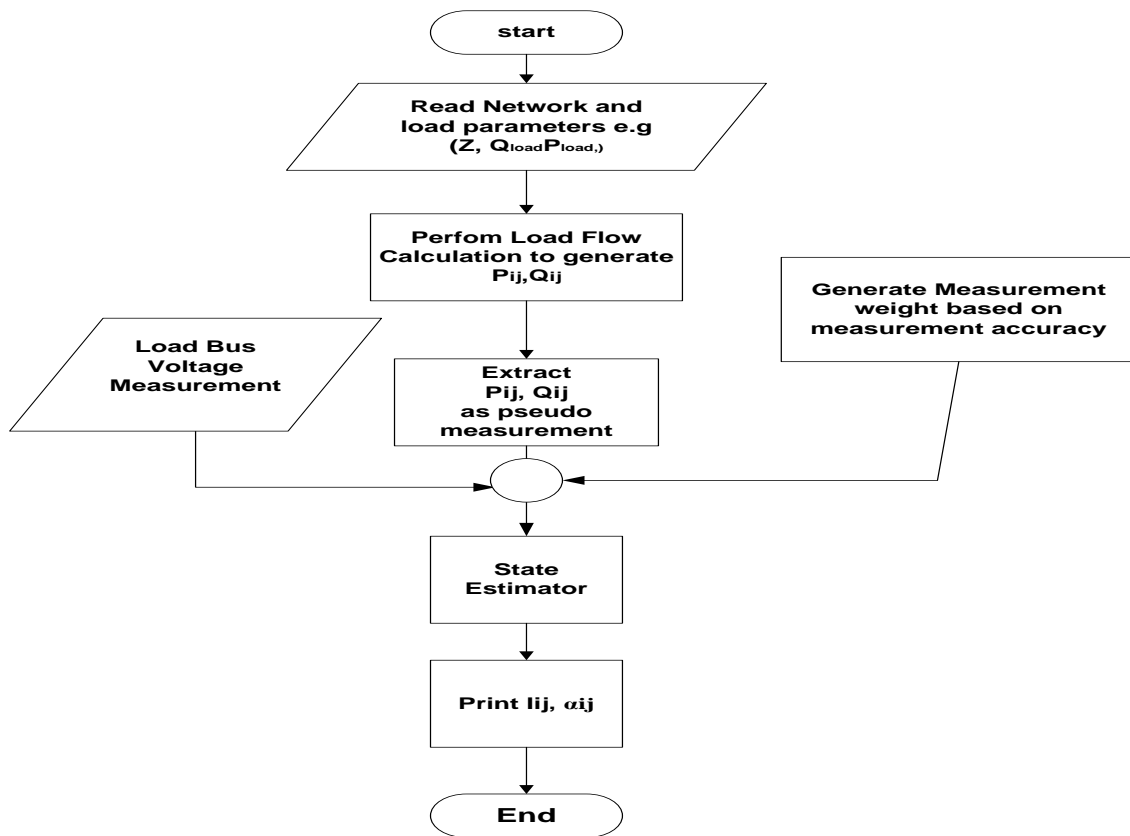 start
Read Network and
load parameters e.g
(Z, QloadPload,)
Perfom Load Flow
Calculation to generate
Pij,Qij
Generate Measurement
weight based on
measurement accuracy
Load Bus
Voltage
Measurement
Extract
Pij, Qij
as pseudo
measurement
State
Estimator
Print Iij, αij
End